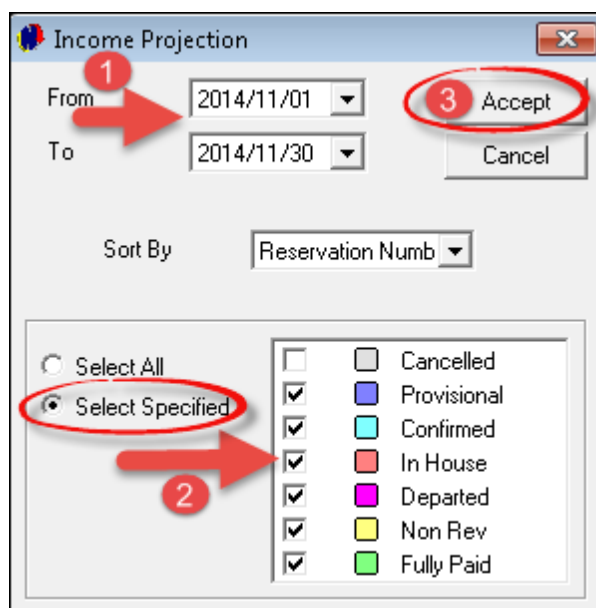 Income Projection
1
From 2014/11/01 3 Accept
To 2014/11/30 Cancel
Sort By Reservation Numb
Select All Cancelled
Select Specified Provisional
Confirmed
In House
2 Departed
Non Rev
Fully Paid